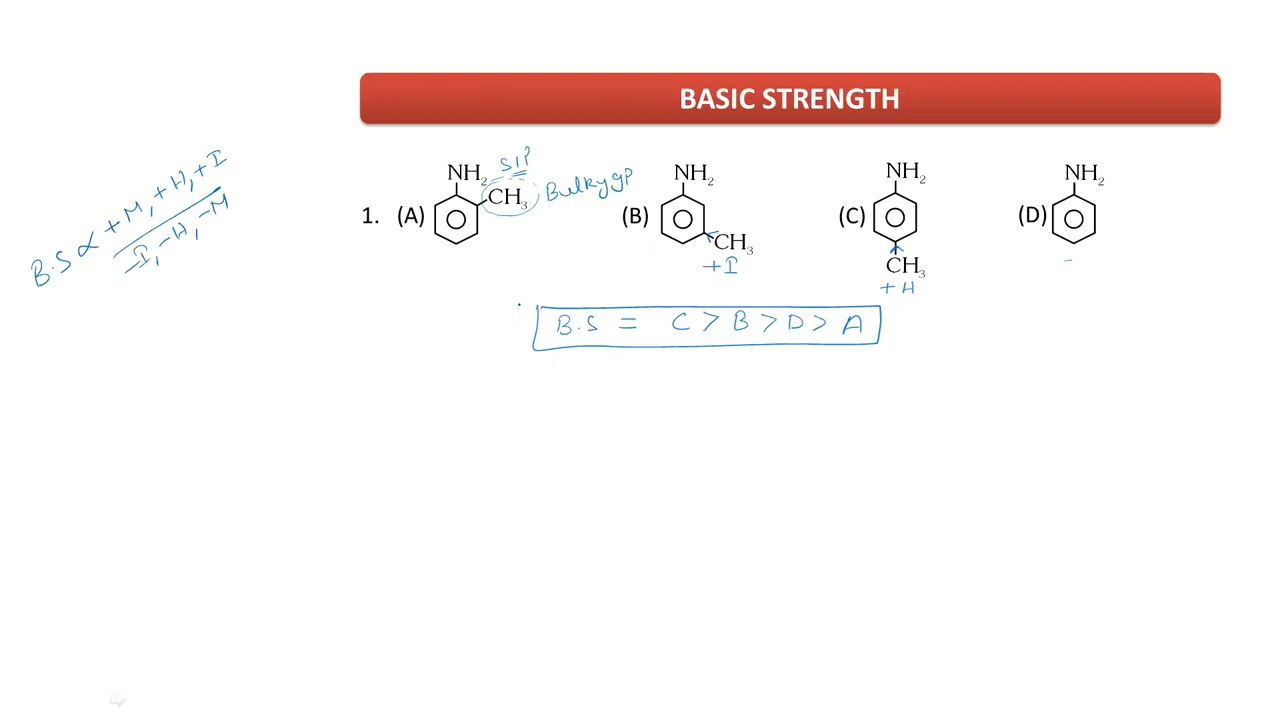 BASIC STRENGTH
B.S ∝ +M, +H, +I
-I, -H, -M
1. (A) NH2 CH3 SIP Bulky gp
(B) NH2 CH3 +I
(C) NH2 CH3 +H
(D) NH2
B.S = C > B > D > A